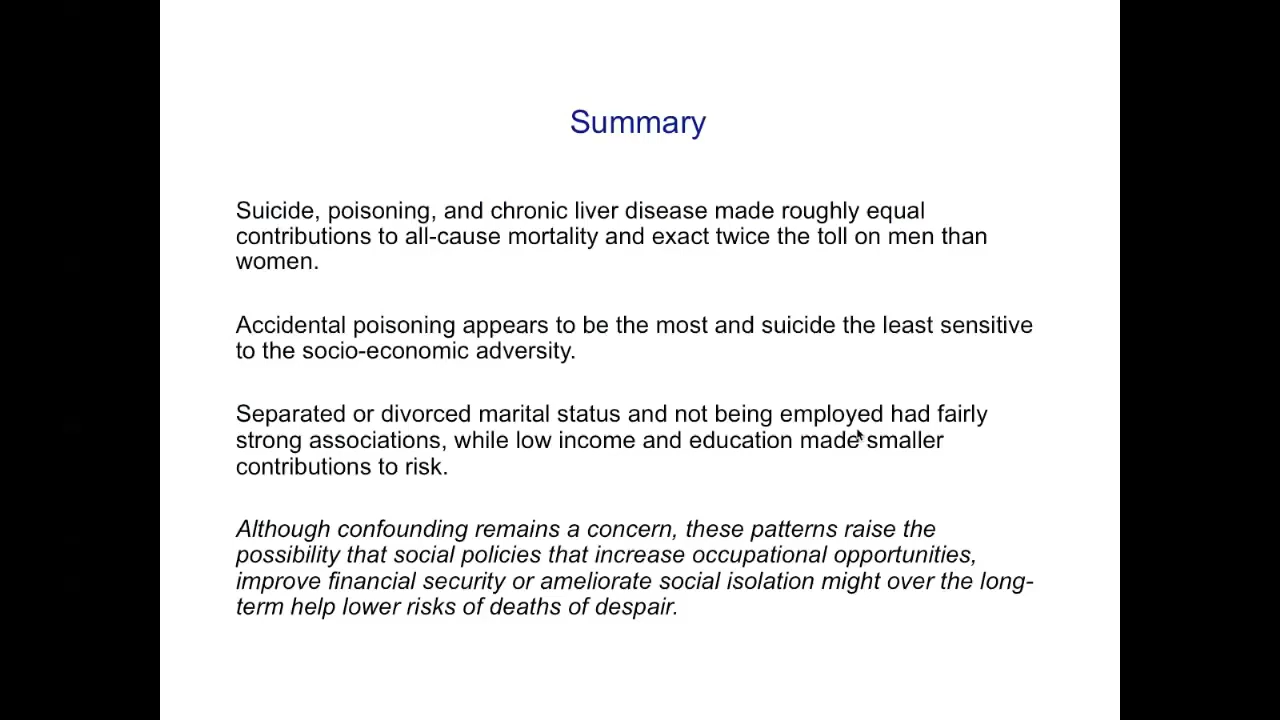 Summary
Suicide, poisoning, and chronic liver disease made roughly equal
contributions to all-cause mortality and exact twice the toll on men than
women.
Accidental poisoning appears to be the most and suicide the least sensitive
to the socio-economic adversity.
Separated or divorced marital status and not being employed had fairly
strong associations, while low income and education made smaller
contributions to risk.
Although confounding remains a concern, these patterns raise the
possibility that social policies that increase occupational opportunities,
improve financial security or ameliorate social isolation might over the long-
term help lower risks of deaths of despair.